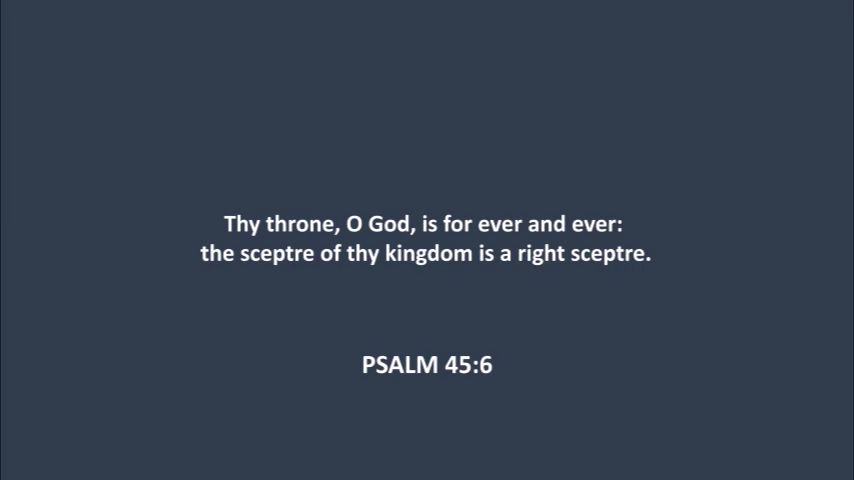 Thy throne, O God, is for ever and ever:
the sceptre of thy kingdom is a right sceptre.
PSALM 45:6